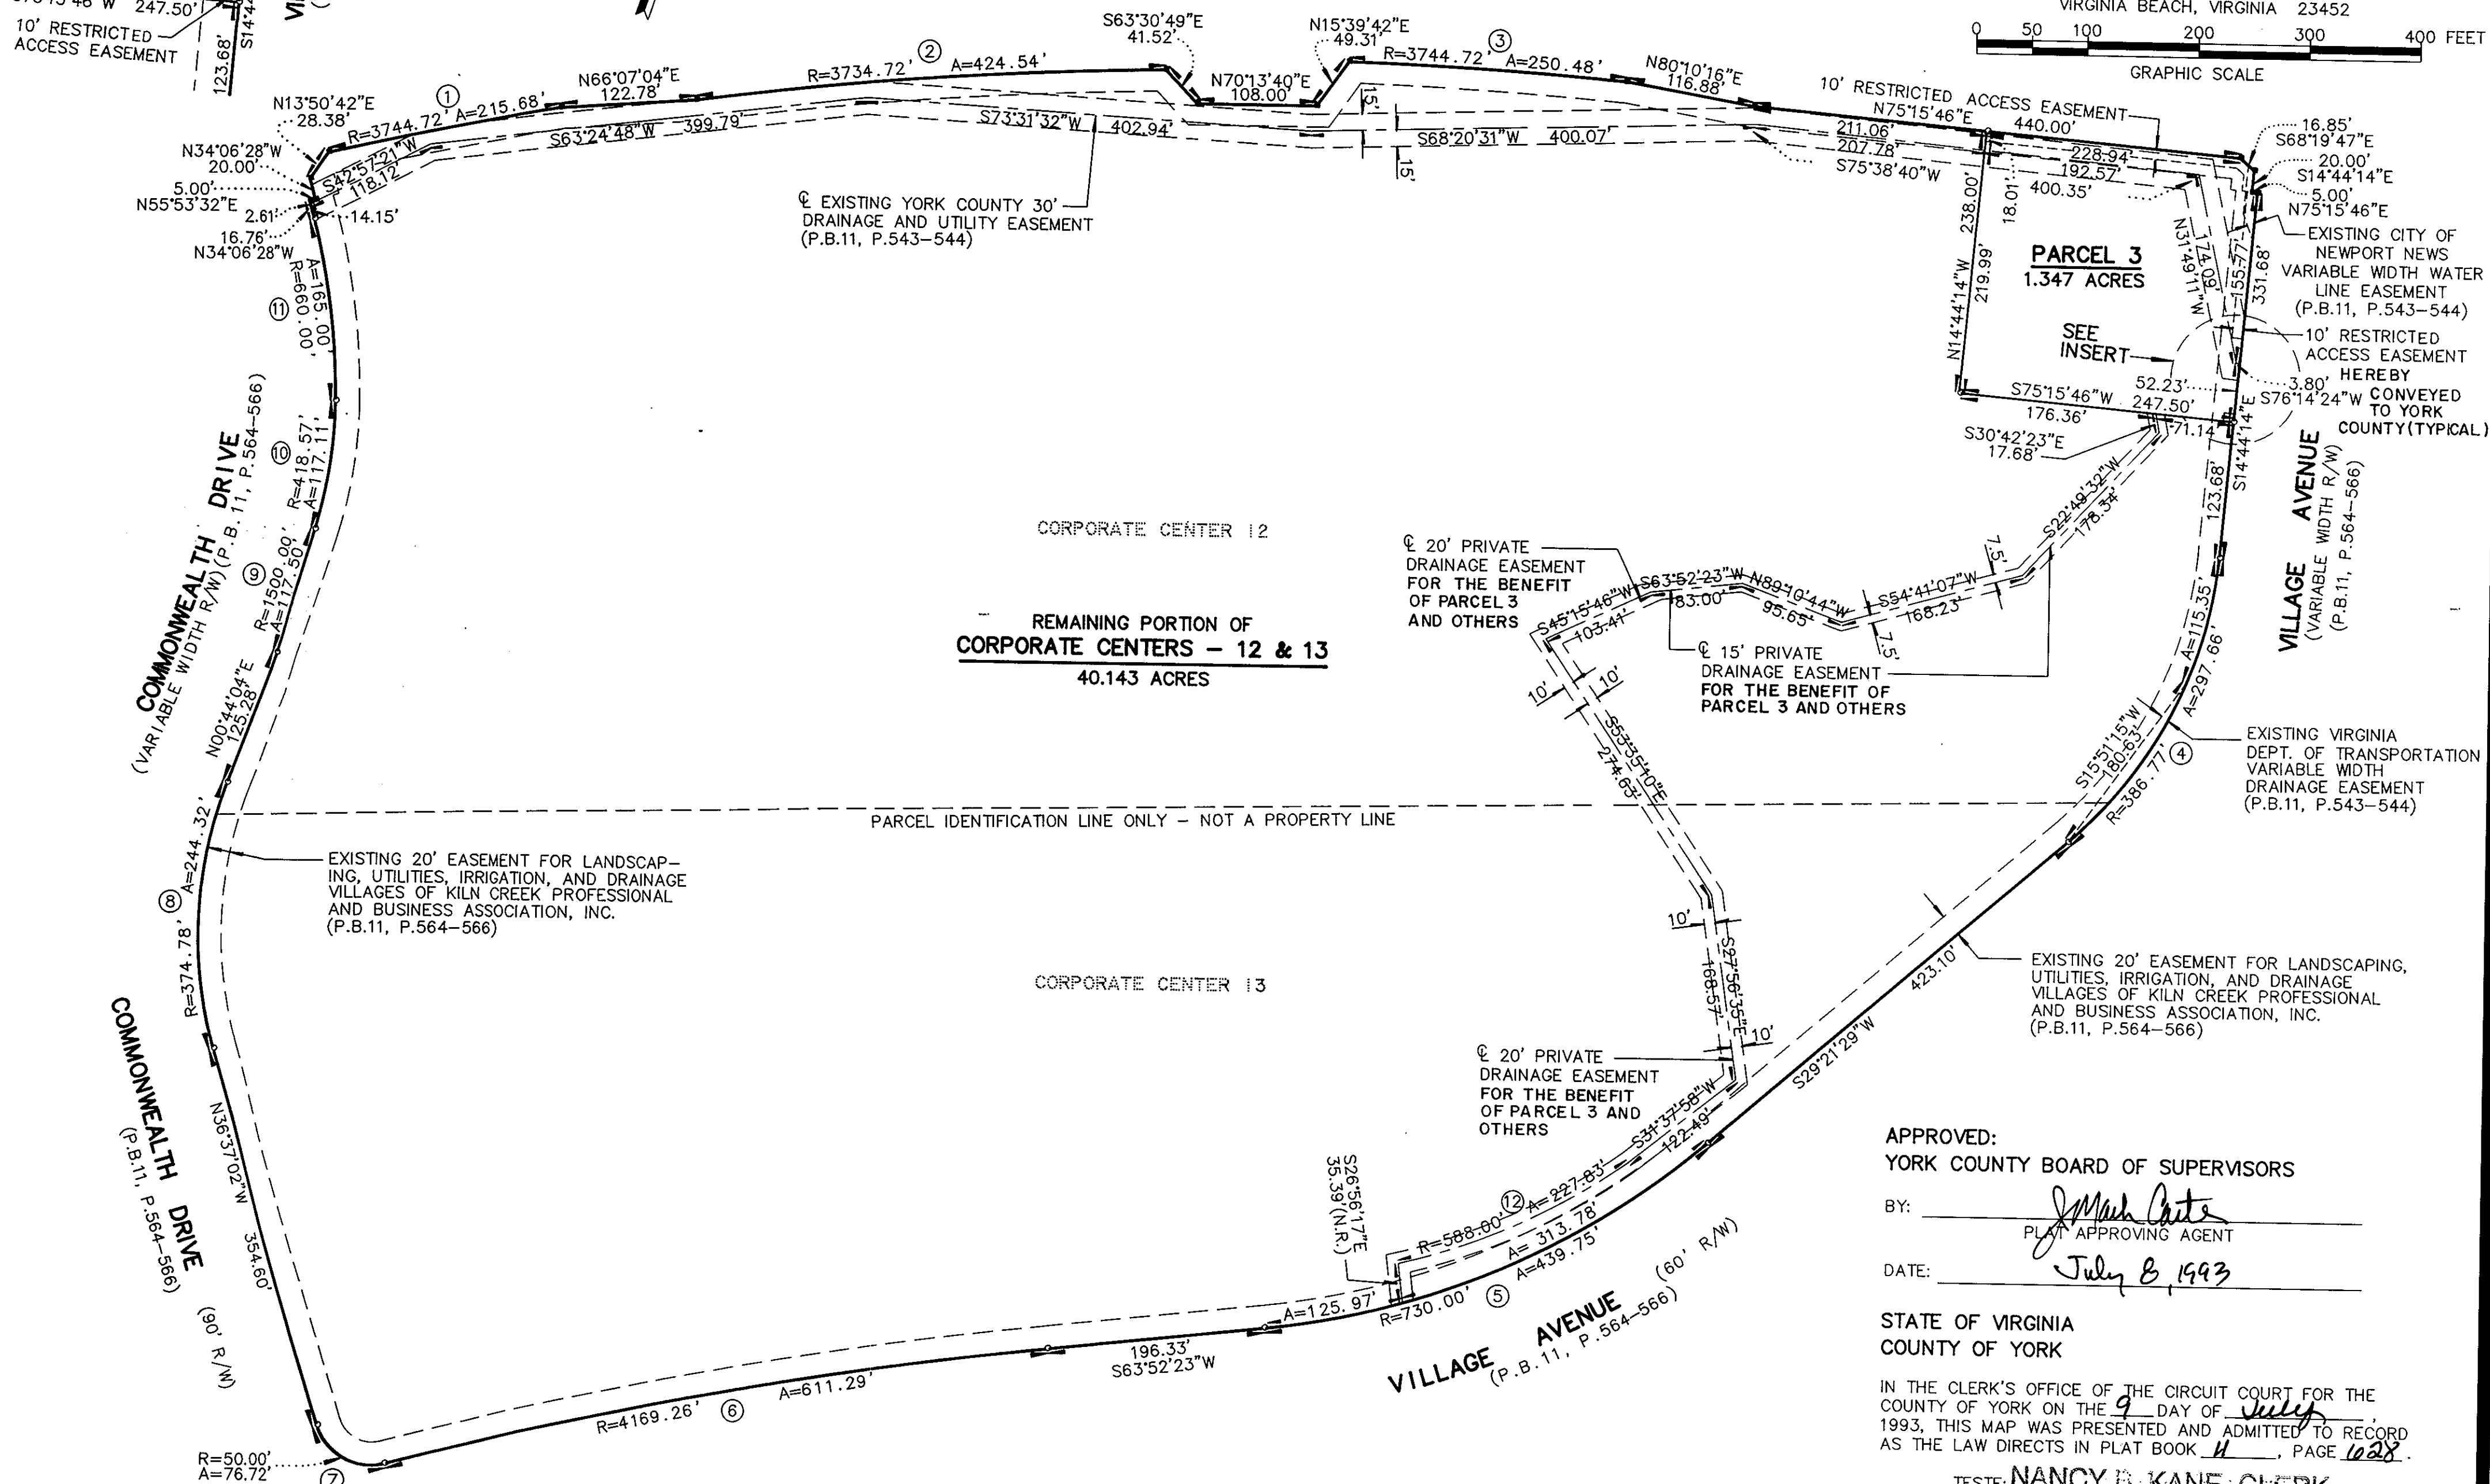 S75°15'46"W 247.50'
10' RESTRICTED
ACCESS EASEMENT
123.68'
VIRGINIA BEACH, VIRGINIA 23452
0 50 100 200 300 400 FEET
GRAPHIC SCALE
N13°50'42"E
28.38'
R=3744.72' A=215.68'
①
N66°07'04"E
122.78'
R=3734.72' A=424.54'
②
S63°30'49"E
41.52'
N70°13'40"E
108.00'
N15°39'42"E
49.31'
R=3744.72' A=250.48'
③
N80°10'16"E
116.88'
10' RESTRICTED ACCESS EASEMENT
N75°15'46"E
440.00'
211.06'
207.78'
228.94'
192.57'
400.35'
S75°38'40"W
16.85'
S68°19'47"E
20.00'
S14°44'14"E
5.00'
N75°15'46"E
N34°06'28"W
20.00'
5.00'
N55°53'32"E
2.61'
16.76'
N34°06'28"W
14.15'
S42°57'21"W
118.12'
S63°24'48"W 399.79'
S73°31'32"W 402.94'
15'
15'
S68°20'31"W 400.07'
℄ EXISTING YORK COUNTY 30'
DRAINAGE AND UTILITY EASEMENT
(P.B.11, P.543-544)
238.00'
18.01'
N14°44'14"W
219.99'
PARCEL 3
1.347 ACRES
N31°49'11"W
174.09'
155.77'
331.68'
EXISTING CITY OF
NEWPORT NEWS
VARIABLE WIDTH WATER
LINE EASEMENT
(P.B.11, P.543-544)
SEE
INSERT
10' RESTRICTED
ACCESS EASEMENT
HEREBY
CONVEYED
TO YORK
COUNTY(TYPICAL)
52.23'
3.80'
S76°14'24"W
S75°15'46"W
247.50'
176.36'
71.14'
S14°44'14"E
123.68'
S30°42'23"E
17.68'
S22°49'32"W
178.34'
VILLAGE AVENUE
(VARIABLE WIDTH R/W)
(P.B.11, P.564-566)
A=165.00'
R=660.00'
⑪
R=418.57'
A=117.11'
⑩
R=1500.00'
A=117.50'
⑨
COMMONWEALTH DRIVE
(VARIABLE WIDTH R/W)(P.B.11, P.564-566)
N00°44'04"E
125.28'
CORPORATE CENTER 12
REMAINING PORTION OF
CORPORATE CENTERS - 12 & 13
40.143 ACRES
℄ 20' PRIVATE
DRAINAGE EASEMENT
FOR THE BENEFIT
OF PARCEL 3
AND OTHERS
S45°15'46"W
103.41'
S63°52'23"W
83.00'
N89°10'44"W
95.65'
S54°41'07"W
168.23'
7.5'
7.5'
℄ 15' PRIVATE
DRAINAGE EASEMENT
FOR THE BENEFIT OF
PARCEL 3 AND OTHERS
10'
10'
S53°35'10"E
274.63'
A=115.35'
A=297.66'
④
R=386.77'
S15°51'15"W
180.63'
EXISTING VIRGINIA
DEPT. OF TRANSPORTATION
VARIABLE WIDTH
DRAINAGE EASEMENT
(P.B.11, P.543-544)
PARCEL IDENTIFICATION LINE ONLY - NOT A PROPERTY LINE
EXISTING 20' EASEMENT FOR LANDSCAP-
ING, UTILITIES, IRRIGATION, AND DRAINAGE
VILLAGES OF KILN CREEK PROFESSIONAL
AND BUSINESS ASSOCIATION, INC.
(P.B.11, P.564-566)
R=374.78' A=244.32'
⑧
CORPORATE CENTER 13
10'
S27°56'35"E
168.57'
10'
423.10'
S29°21'29"W
EXISTING 20' EASEMENT FOR LANDSCAPING,
UTILITIES, IRRIGATION, AND DRAINAGE
VILLAGES OF KILN CREEK PROFESSIONAL
AND BUSINESS ASSOCIATION, INC.
(P.B.11, P.564-566)
COMMONWEALTH DRIVE
(P.B.11, P.564-566) (90' R/W)
N36°37'02"W 354.60'
℄ 20' PRIVATE
DRAINAGE EASEMENT
FOR THE BENEFIT
OF PARCEL 3 AND
OTHERS
S31°37'58"W
122.49'
S26°56'17"E
35.39'(N.R.)
R=588.00' ⑫ A=227.83'
A= 313.78'
A=439.75'
R=730.00' ⑤
A=125.97'
VILLAGE AVENUE (60' R/W)
(P.B.11, P.564-566)
196.33'
S63°52'23"W
A=611.29'
R=4169.26' ⑥
R=50.00'
A=76.72'
⑦
APPROVED:
YORK COUNTY BOARD OF SUPERVISORS
BY: J Mark Carter
PLAT APPROVING AGENT
DATE: July 8, 1993
STATE OF VIRGINIA
COUNTY OF YORK
IN THE CLERK'S OFFICE OF THE CIRCUIT COURT FOR THE
COUNTY OF YORK ON THE 9 DAY OF July,
1993, THIS MAP WAS PRESENTED AND ADMITTED TO RECORD
AS THE LAW DIRECTS IN PLAT BOOK 11, PAGE 628.
TESTE: NANCY B. KANE, CLERK